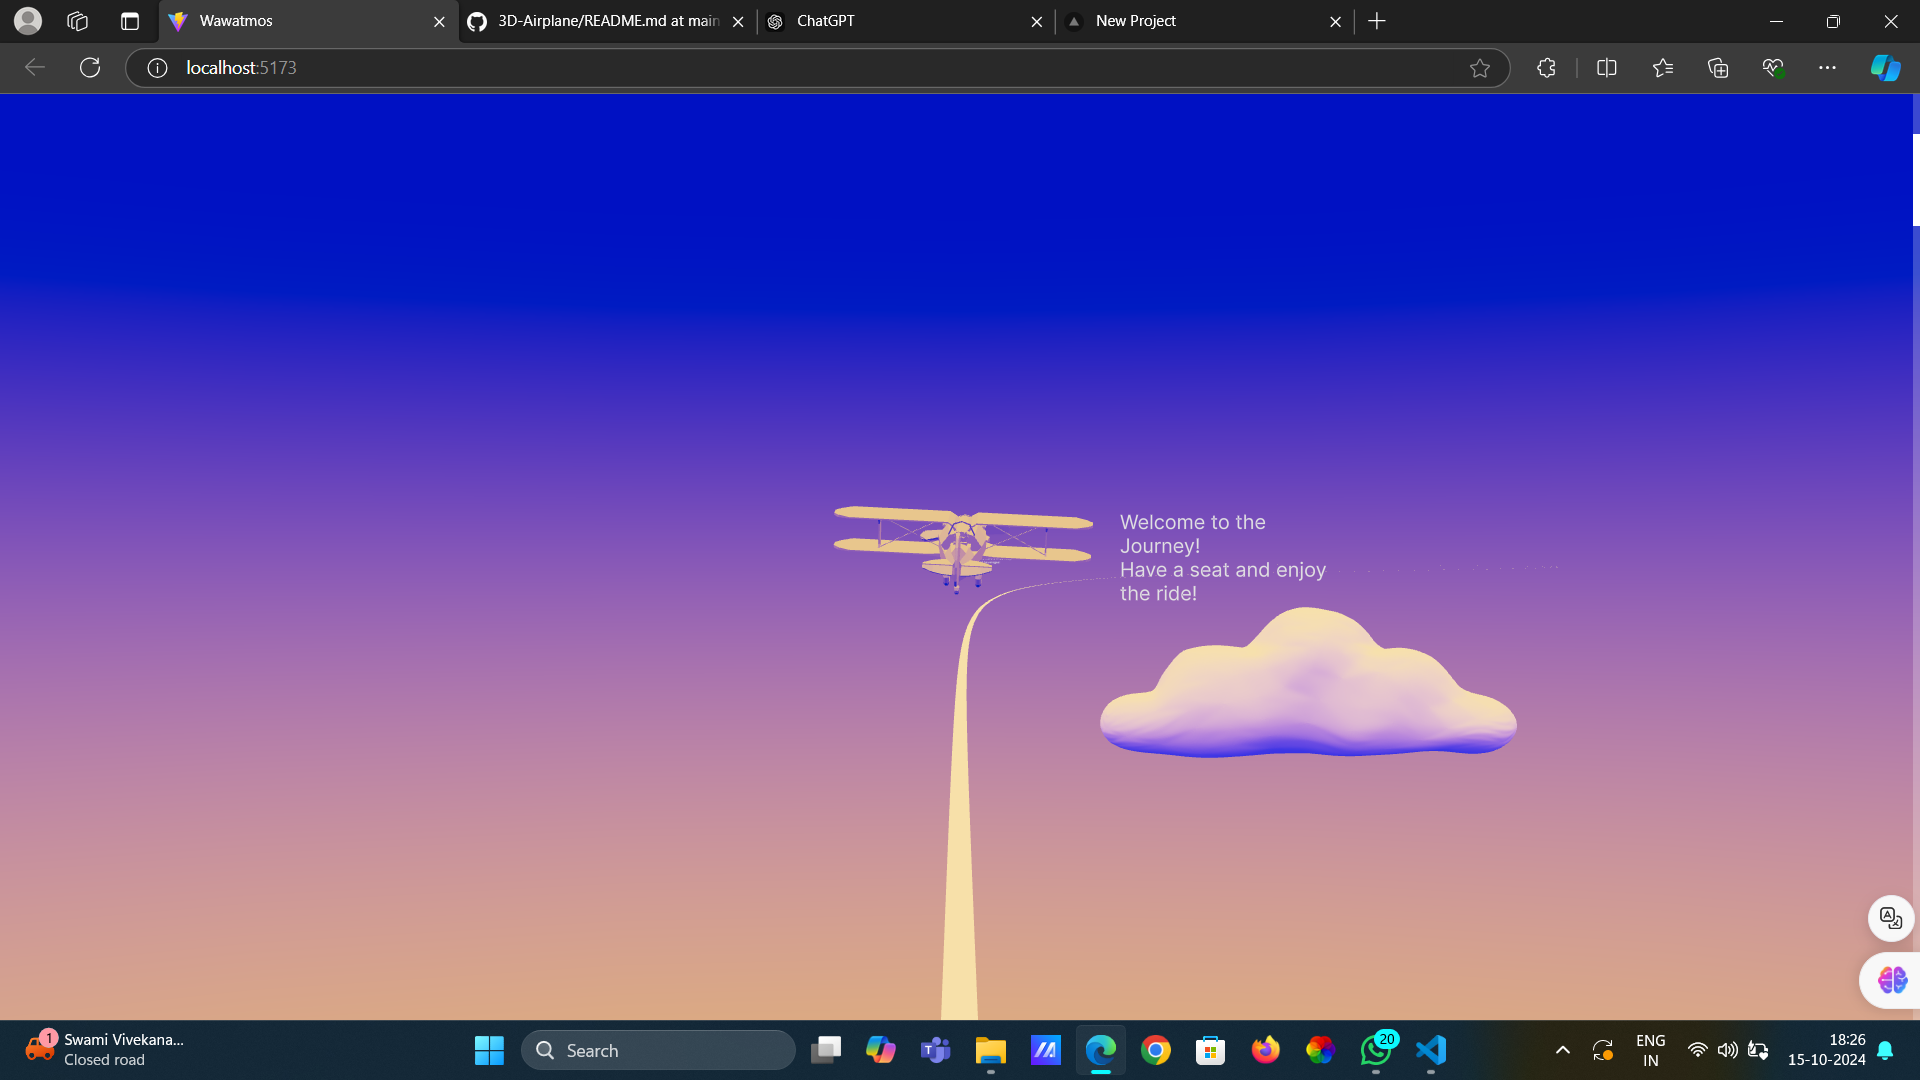 Wawatmos
3D-Airplane/README.md at main
ChatGPT
New Project
localhost:5173
Welcome to the
Journey!
Have a seat and enjoy
the ride!
1
Swami Vivekana...
Closed road
Search
20
ENG
IN
18:26
15-10-2024